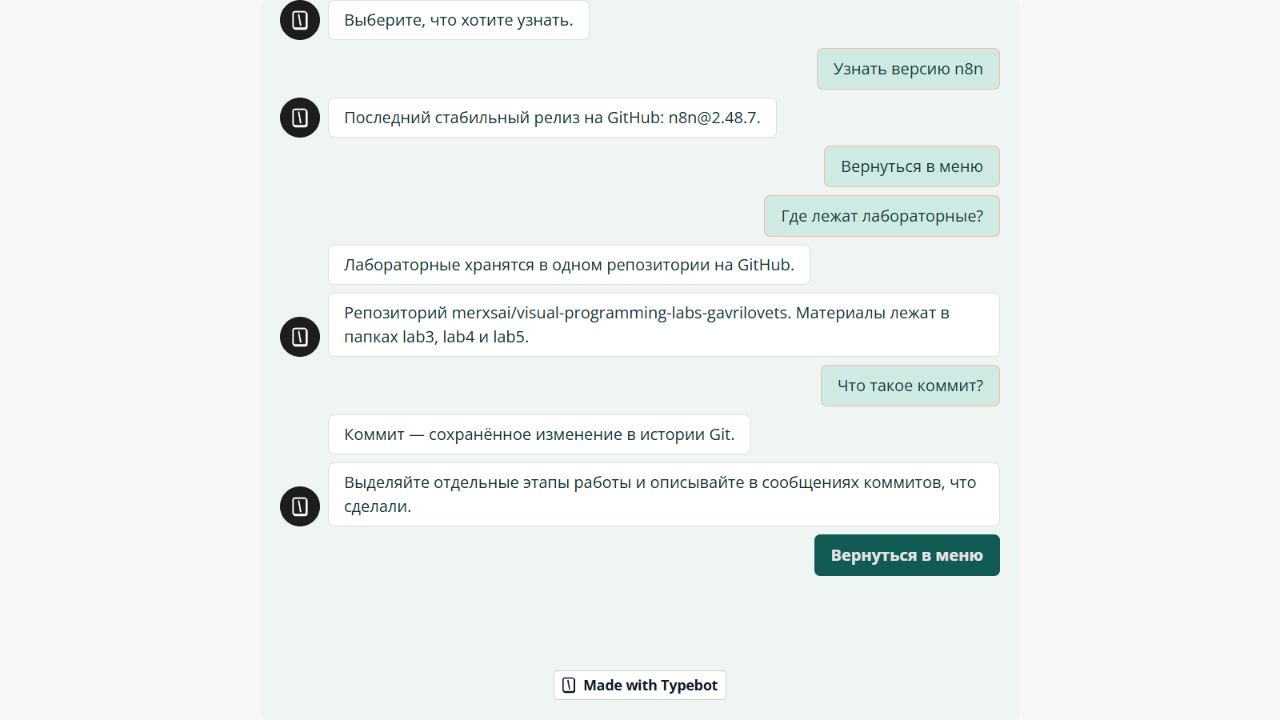 Выберите, что хотите узнать.
Узнать версию n8n
Последний стабильный релиз на GitHub: n8n@2.48.7.
Вернуться в меню
Где лежат лабораторные?
Лабораторные хранятся в одном репозитории на GitHub.
Репозиторий merxsai/visual-programming-labs-gavrilovets. Материалы лежат в
папках lab3, lab4 и lab5.
Что такое коммит?
Коммит — сохранённое изменение в истории Git.
Выделяйте отдельные этапы работы и описывайте в сообщениях коммитов, что
сделали.
Вернуться в меню
Made with Typebot